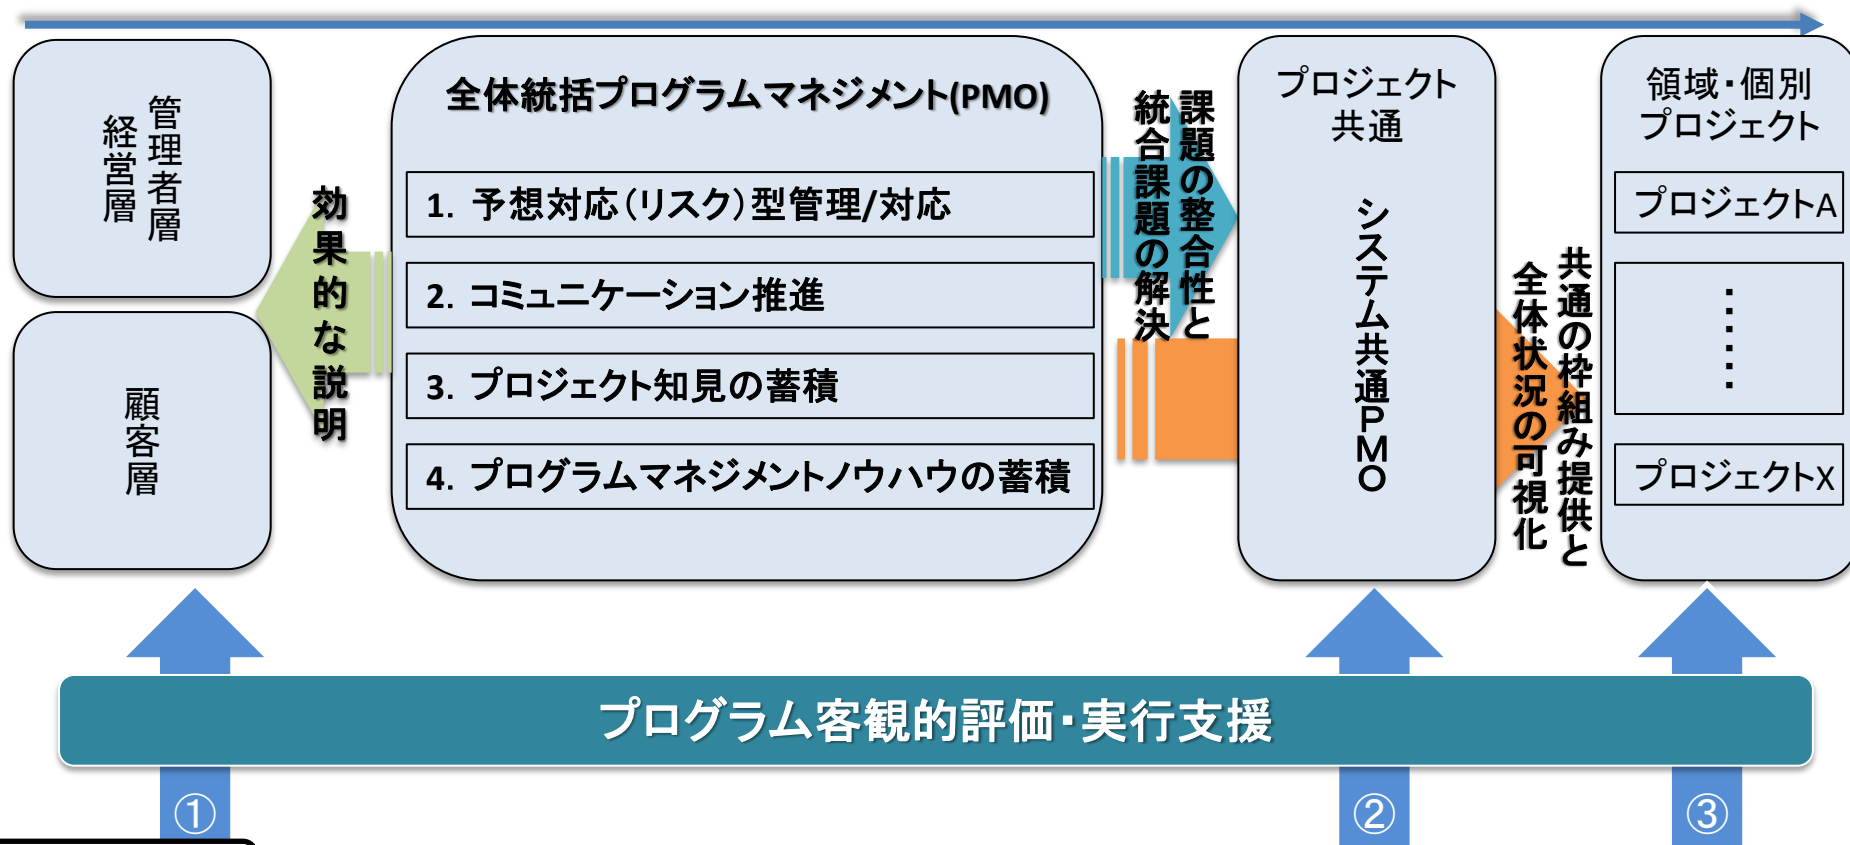 管理者層
経営層
顧客層
効果的な説明
全体統括プログラムマネジメント(PMO)
1. 予想対応(リスク)型管理/対応
2. コミュニケーション推進
3. プロジェクト知見の蓄積
4. プログラムマネジメントノウハウの蓄積
課題の整合性と
統合課題の解決
プロジェクト
共通
システム共通PMO
共通の枠組み提供と
全体状況の可視化
領域・個別
プロジェクト
プロジェクトA
・・・・・
プロジェクトX
プログラム客観的評価・実行支援
①
②
③